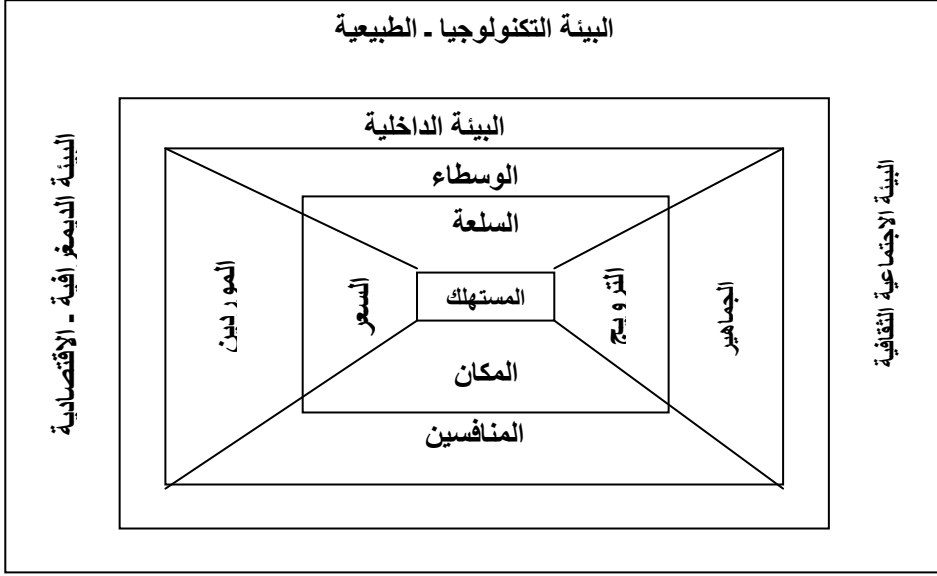 البيئة التكنولوجيا - الطبيعية
البيئة الداخلية
الوسطاء
السلعة
البيئة الاجتماعية الثقافية
الجماهير
الترويج
المستهلك
السعر
الموردين
البيئة الديمغرافية - الاقتصادية
المكان
المنافسين